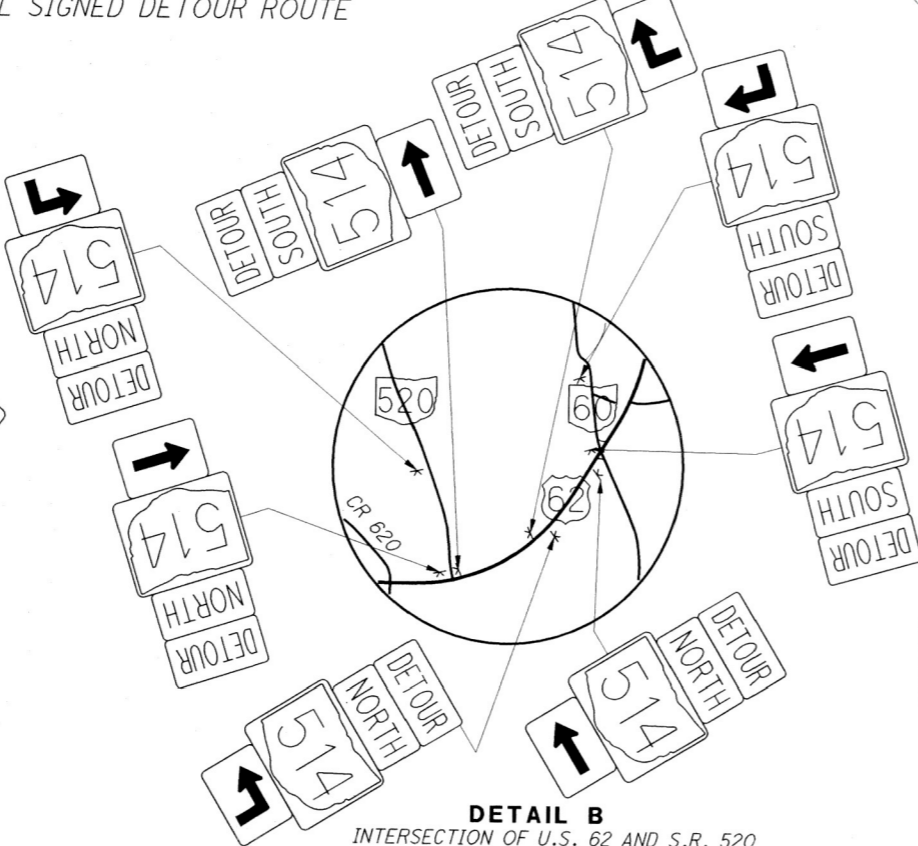 L SIGNED DETOUR ROUTE
DETOUR
SOUTH
514
DETOUR
SOUTH
514
514
SOUTH
DETOUR
514
NORTH
DETOUR
514
SOUTH
DETOUR
514
NORTH
DETOUR
520
60
62
CR 620
514
NORTH
DETOUR
514
NORTH
DETOUR
DETAIL B
INTERSECTION OF U.S. 62 AND S.R. 520